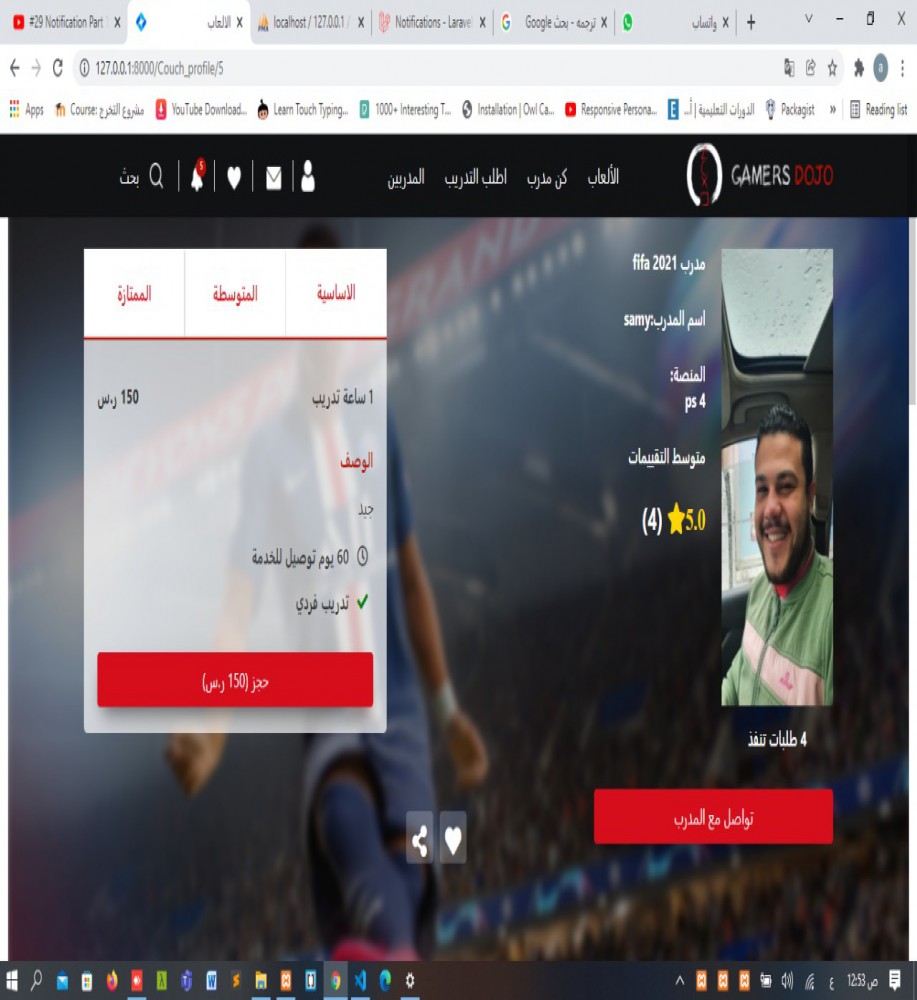 #29 Notification Part
الالعاب
localhost / 127.0.0.1 /
Notifications - Larave
ترجمه - بحث Google
واتساب
127.0.0.1:8000/Couch_profile/5
a
Apps
Course: مشروع التخرج
YouTube Download...
Learn Touch Typing...
1000+ Interesting T...
Installation | Owl Ca...
Responsive Persona...
الدورات التعليمية | أ...
Packagist
»
Reading list
GAMERS DOJO
الألعاب
كن مدرب
اطلب التدريب
المدربين
5
بحث
مدرب fifa 2021
اسم المدرب:samy
المنصة:
ps 4
متوسط التقييمات
5.0 (4)
4 طلبات تنفذ
تواصل مع المدرب
الاساسية
المتوسطة
الممتازة
1 ساعة تدريب
150 ر.س
الوصف
جيد
60 يوم توصيل للخدمة
تدريب فردي
حجز (150 ر.س)
ع
12:53 ص